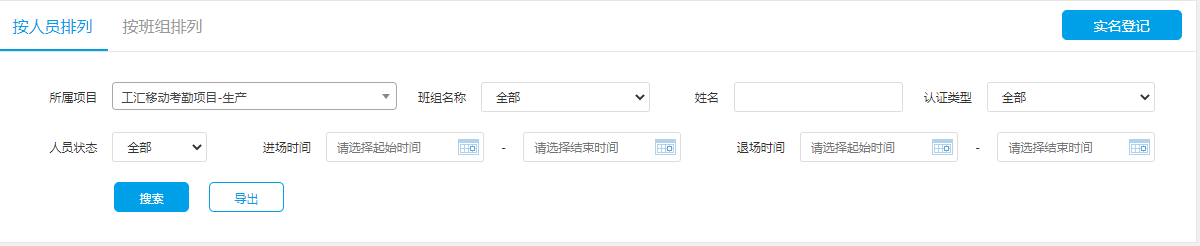 按人员排列 按班组排列 实名登记
所属项目 工汇移动考勤项目-生产 班组名称 全部 姓名 认证类型 全部
人员状态 全部 进场时间 请选择起始时间 - 请选择结束时间 退场时间 请选择起始时间 - 请选择结束时间
搜索 导出